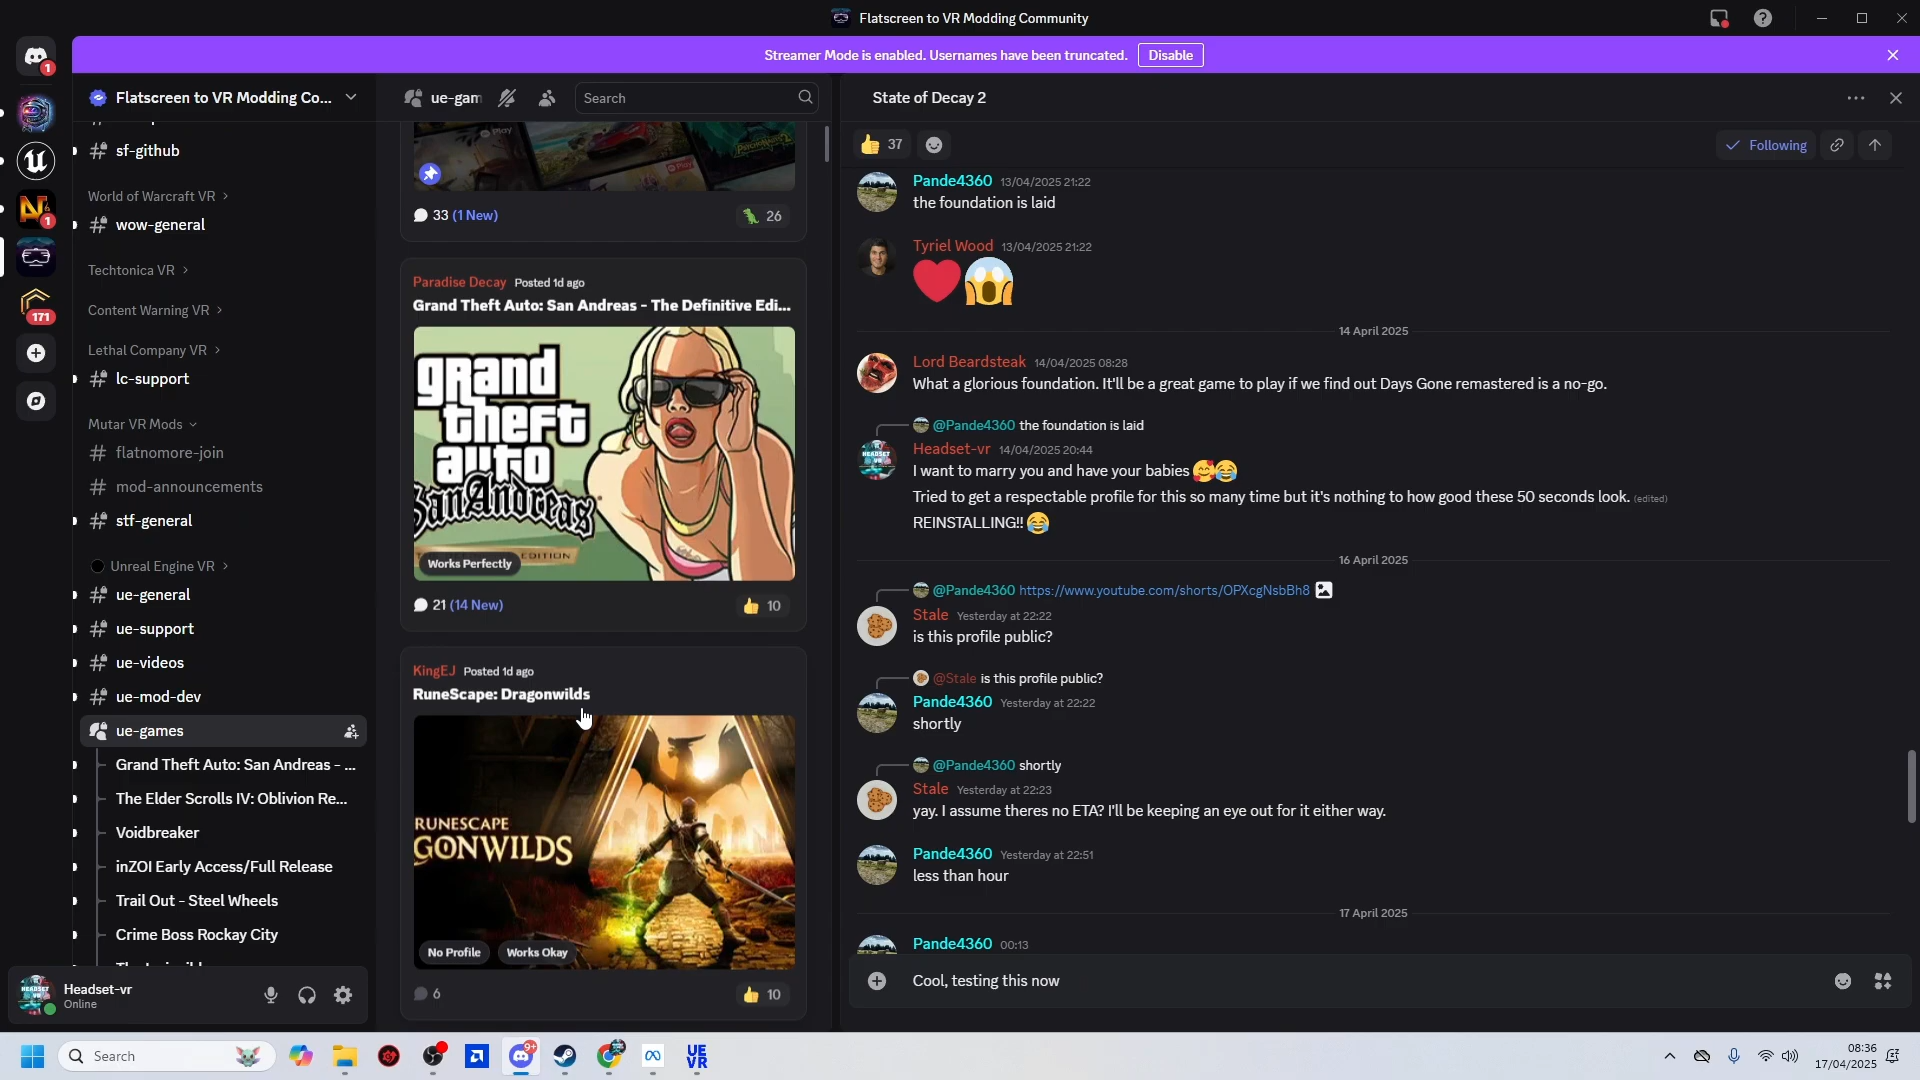 Flatscreen to VR Modding Community
Streamer Mode is enabled. Usernames have been truncated.
Disable
1
Flatscreen to VR Modding Co...
sf-github
World of Warcraft VR
wow-general
Techtonica VR
Content Warning VR
171
Lethal Company VR
lc-support
Mutar VR Mods
flatnomore-join
mod-announcements
stf-general
Unreal Engine VR
ue-general
ue-support
ue-videos
ue-mod-dev
ue-games
Grand Theft Auto: San Andreas - ...
The Elder Scrolls IV: Oblivion Re...
Voidbreaker
inZOI Early Access/Full Release
Trail Out - Steel Wheels
Crime Boss Rockay City
Headset-vr
Online
ue-gam
Search
33 (1 New)
26
Paradise Decay Posted 1d ago
Grand Theft Auto: San Andreas - The Definitive Edi...
grand
theft
auto
San Andreas
EDITION
Works Perfectly
21 (14 New)
10
KingEJ Posted 1d ago
RuneScape: Dragonwilds
RUNESCAPE
GONWILDS
No Profile
Works Okay
6
10
State of Decay 2
37
Following
Pande4360 13/04/2025 21:22
the foundation is laid
Tyriel Wood 13/04/2025 21:22
14 April 2025
Lord Beardsteak 14/04/2025 08:28
What a glorious foundation. It'll be a great game to play if we find out Days Gone remastered is a no-go.
@Pande4360 the foundation is laid
Headset-vr 14/04/2025 20:44
I want to marry you and have your babies 🥰😂
Tried to get a respectable profile for this so many time but it's nothing to how good these 50 seconds look. (edited)
REINSTALLING!! 😂
16 April 2025
@Pande4360 https://www.youtube.com/shorts/OPXcgNsbBh8
Stale Yesterday at 22:22
is this profile public?
@Stale is this profile public?
Pande4360 Yesterday at 22:22
shortly
@Pande4360 shortly
Stale Yesterday at 22:23
yay. I assume theres no ETA? I'll be keeping an eye out for it either way.
Pande4360 Yesterday at 22:51
less than hour
17 April 2025
Pande4360 00:13
Cool, testing this now
Search
9+
UE
VR
08:36
17/04/2025